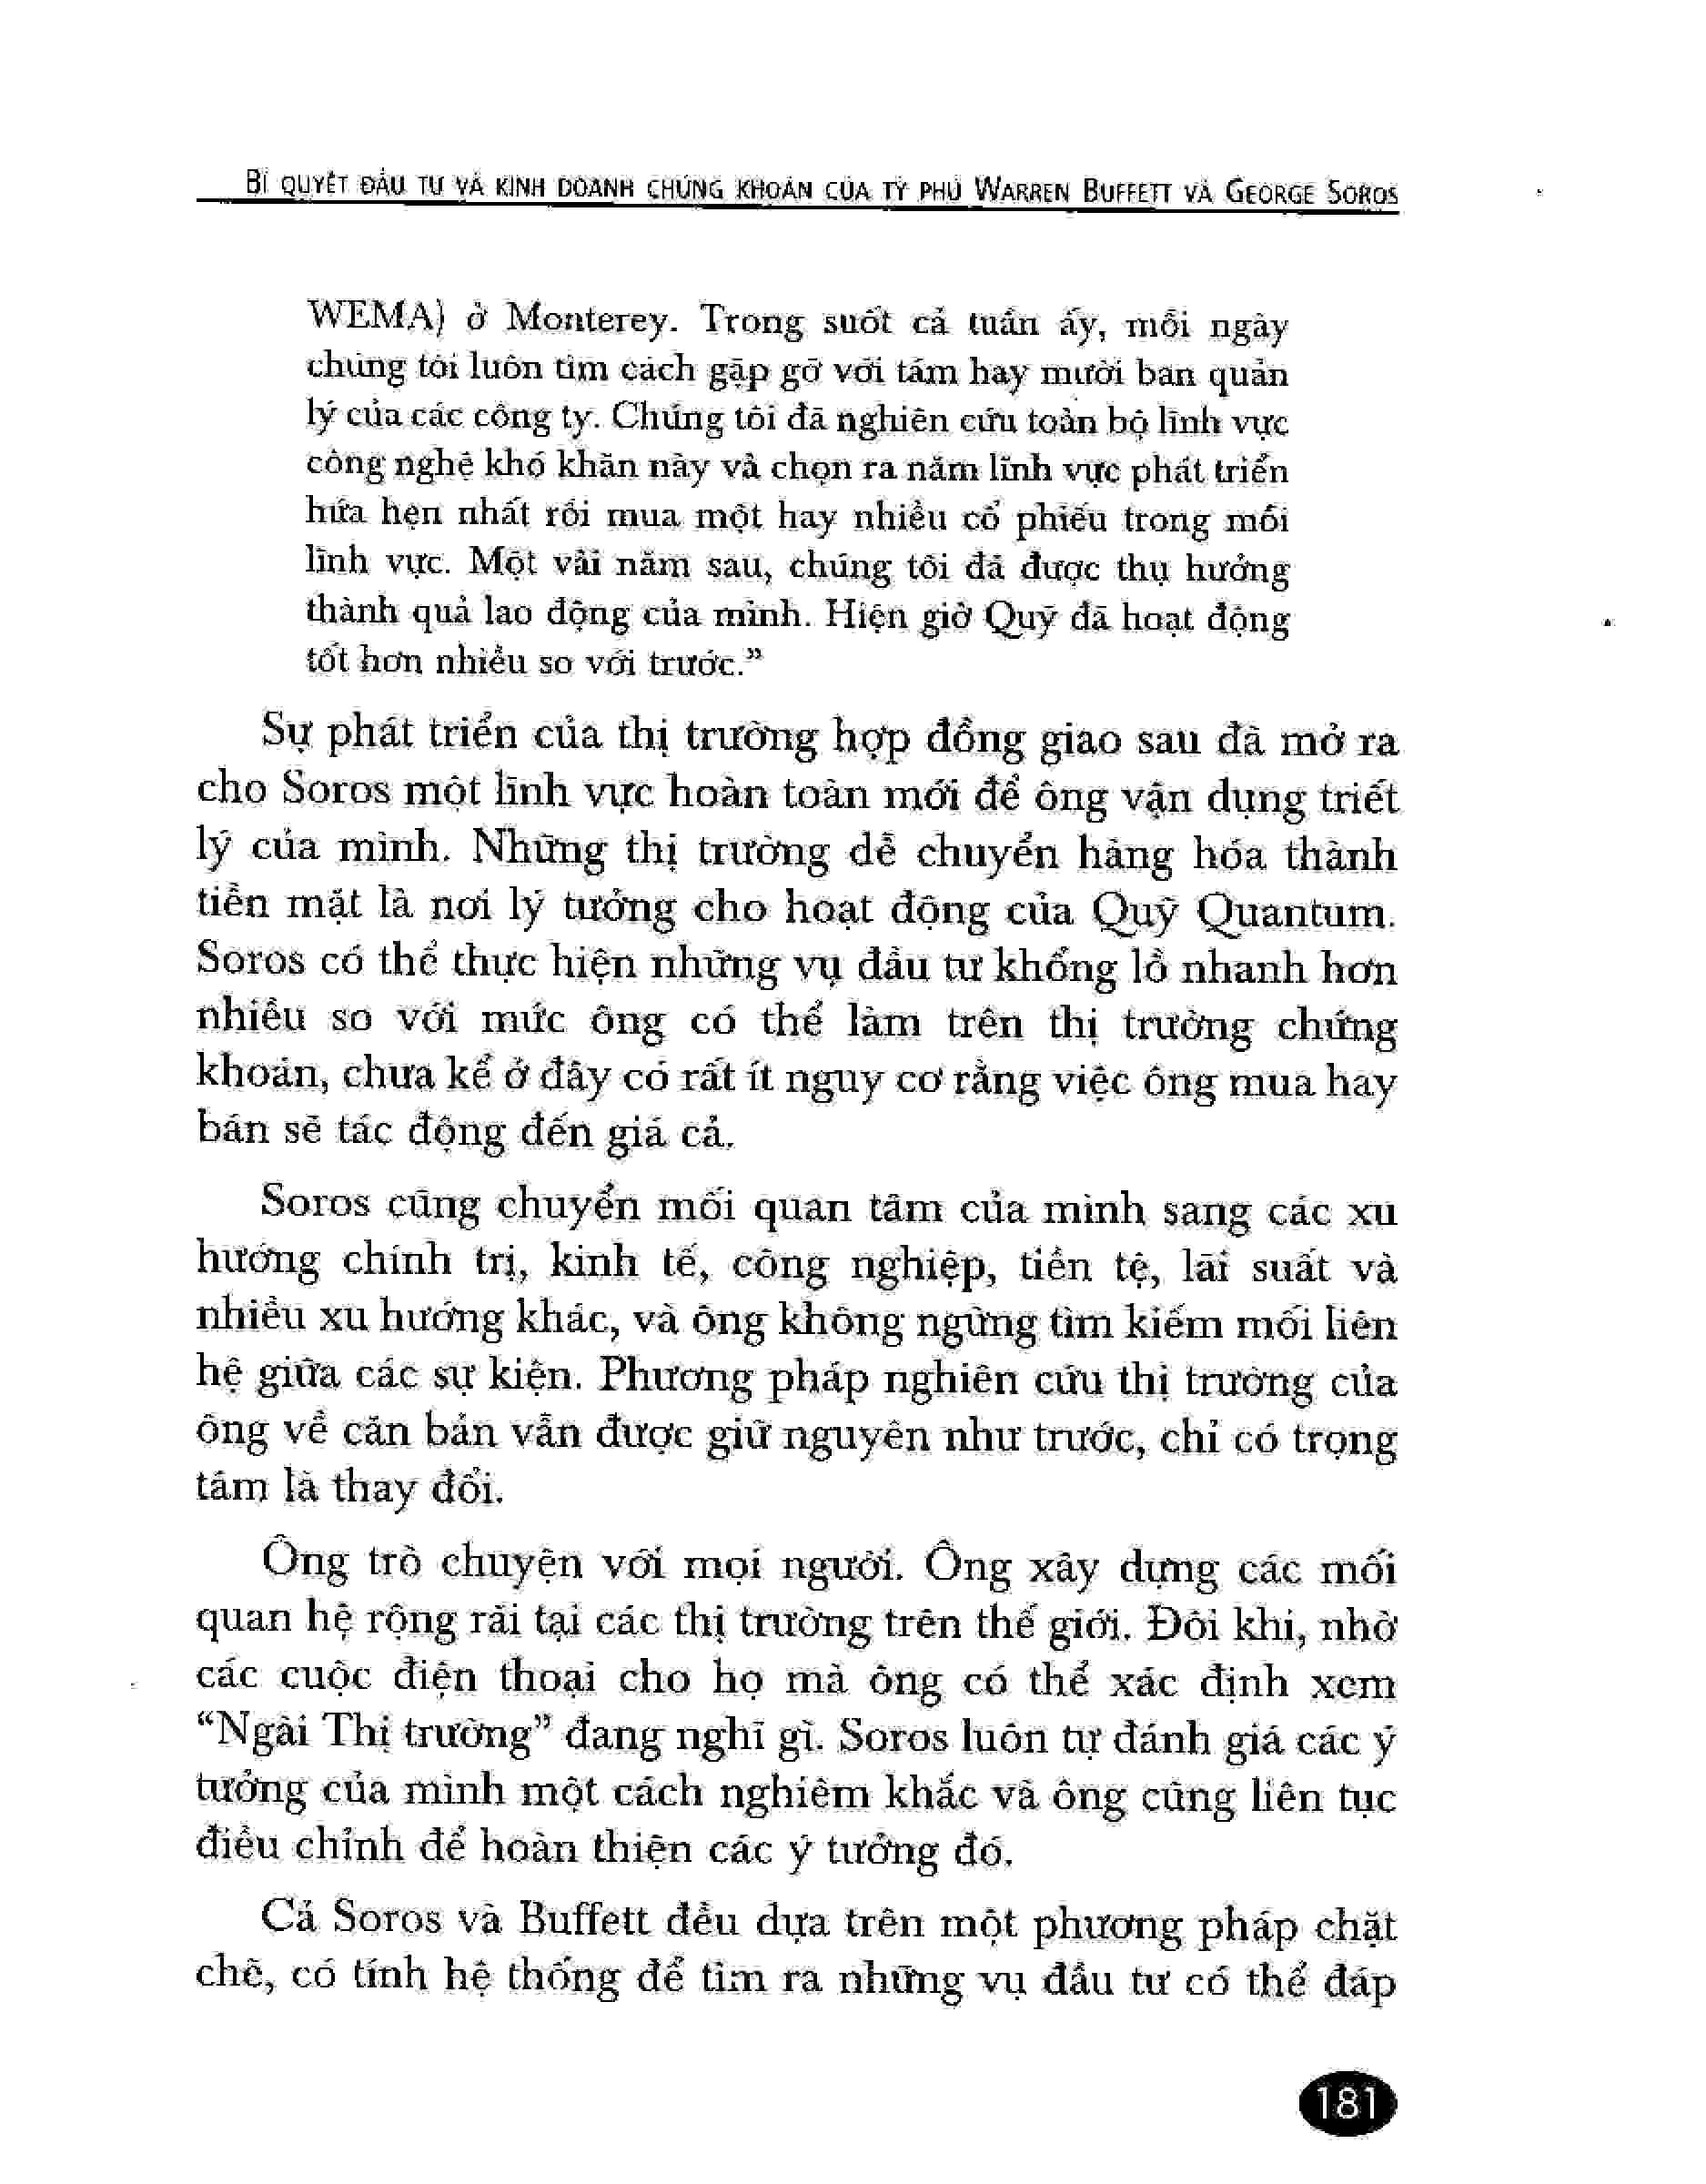 BÍ QUYẾT ĐẦU TƯ VÀ KINH DOANH CHỨNG KHOÁN CỦA TỶ PHÚ WARREN BUFFETT VÀ GEORGE SOROS
WEMA) ở Monterey. Trong suốt cả tuần ấy, mỗi ngày
chúng tôi luôn tìm cách gặp gỡ với tám hay mười ban quản
lý của các công ty. Chúng tôi đã nghiên cứu toàn bộ lĩnh vực
công nghệ khó khăn này và chọn ra năm lĩnh vực phát triển
hứa hẹn nhất rồi mua một hay nhiều cổ phiếu trong mỗi
lĩnh vực. Một vài năm sau, chúng tôi đã được thụ hưởng
thành quả lao động của mình. Hiện giờ Quỹ đã hoạt động
tốt hơn nhiều so với trước.”
Sự phát triển của thị trường hợp đồng giao sau đã mở ra
cho Soros một lĩnh vực hoàn toàn mới để ông vận dụng triết
lý của mình. Những thị trường dễ chuyển hàng hóa thành
tiền mặt là nơi lý tưởng cho hoạt động của Quỹ Quantum.
Soros có thể thực hiện những vụ đầu tư khổng lồ nhanh hơn
nhiều so với mức ông có thể làm trên thị trường chứng
khoán, chưa kể ở đây có rất ít nguy cơ rằng việc ông mua hay
bán sẽ tác động đến giá cả.
Soros cũng chuyển mối quan tâm của mình sang các xu
hướng chính trị, kinh tế, công nghiệp, tiền tệ, lãi suất và
nhiều xu hướng khác, và ông không ngừng tìm kiếm mối liên
hệ giữa các sự kiện. Phương pháp nghiên cứu thị trường của
ông về căn bản vẫn được giữ nguyên như trước, chỉ có trọng
tâm là thay đổi.
Ông trò chuyện với mọi người. Ông xây dựng các mối
quan hệ rộng rãi tại các thị trường trên thế giới. Đôi khi, nhờ
các cuộc điện thoại cho họ mà ông có thể xác định xem
“Ngài Thị trường” đang nghĩ gì. Soros luôn tự đánh giá các ý
tưởng của mình một cách nghiêm khắc và ông cũng liên tục
điều chỉnh để hoàn thiện các ý tưởng đó.
Cả Soros và Buffett đều dựa trên một phương pháp chặt
chẽ, có tính hệ thống để tìm ra những vụ đầu tư có thể đáp
181